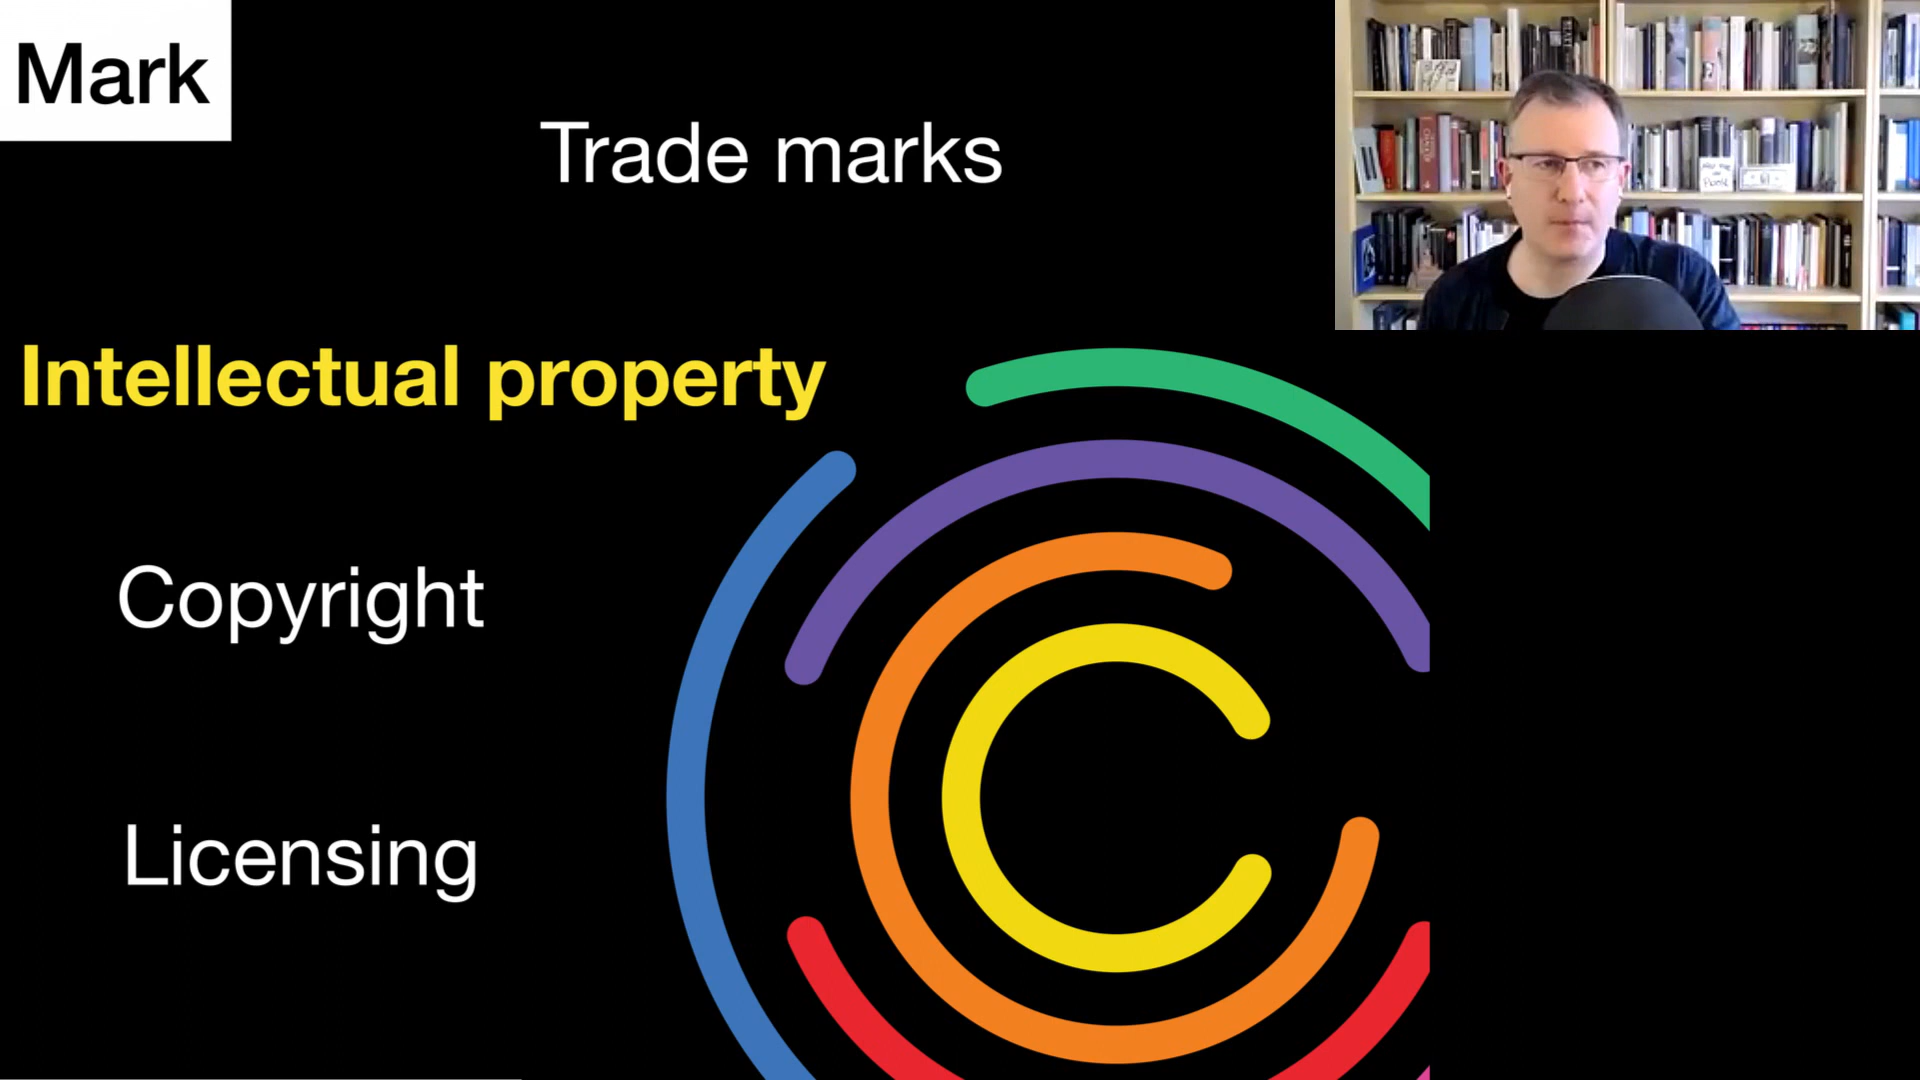 Mark
Trade marks
Intellectual property
Copyright
Licensing